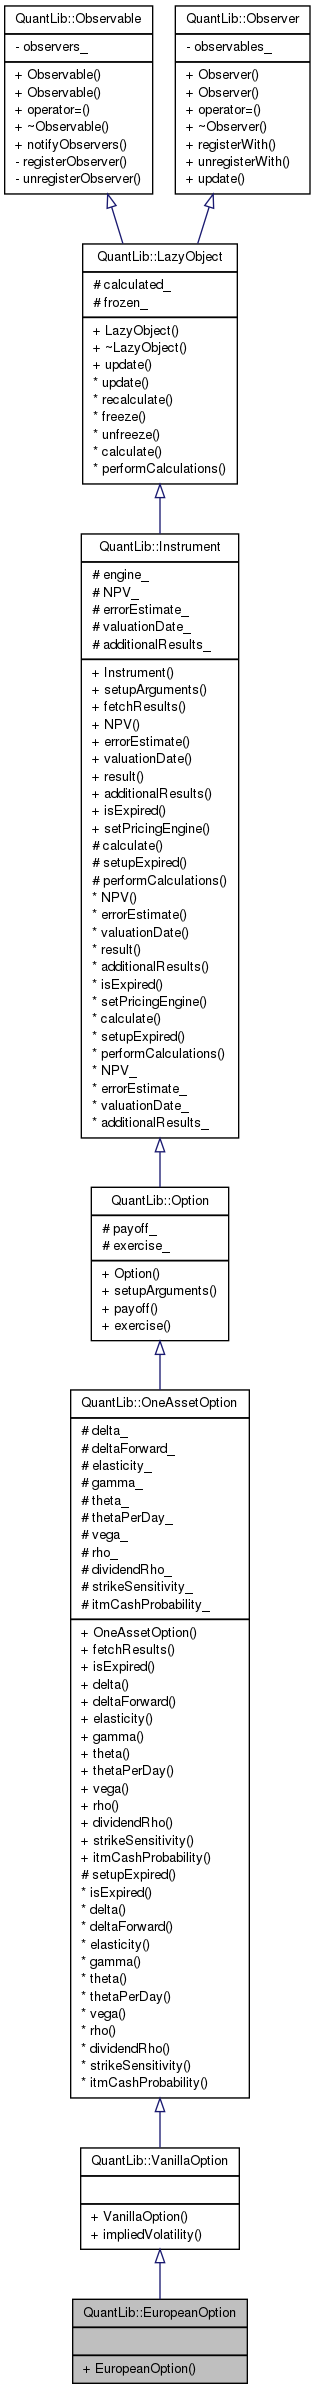 QuantLib::Observable
- observers_
+ Observable()
+ Observable()
+ operator=()
+ ~Observable()
+ notifyObservers()
- registerObserver()
- unregisterObserver()
QuantLib::Observer
- observables_
+ Observer()
+ Observer()
+ operator=()
+ ~Observer()
+ registerWith()
+ unregisterWith()
+ update()
QuantLib::LazyObject
# calculated_
# frozen_
+ LazyObject()
+ ~LazyObject()
+ update()
* update()
* recalculate()
* freeze()
* unfreeze()
* calculate()
* performCalculations()
QuantLib::Instrument
# engine_
# NPV_
# errorEstimate_
# valuationDate_
# additionalResults_
+ Instrument()
+ setupArguments()
+ fetchResults()
+ NPV()
+ errorEstimate()
+ valuationDate()
+ result()
+ additionalResults()
+ isExpired()
+ setPricingEngine()
# calculate()
# setupExpired()
# performCalculations()
* NPV()
* errorEstimate()
* valuationDate()
* result()
* additionalResults()
* isExpired()
* setPricingEngine()
* calculate()
* setupExpired()
* performCalculations()
* NPV_
* errorEstimate_
* valuationDate_
* additionalResults_
QuantLib::Option
# payoff_
# exercise_
+ Option()
+ setupArguments()
+ payoff()
+ exercise()
QuantLib::OneAssetOption
# delta_
# deltaForward_
# elasticity_
# gamma_
# theta_
# thetaPerDay_
# vega_
# rho_
# dividendRho_
# strikeSensitivity_
# itmCashProbability_
+ OneAssetOption()
+ fetchResults()
+ isExpired()
+ delta()
+ deltaForward()
+ elasticity()
+ gamma()
+ theta()
+ thetaPerDay()
+ vega()
+ rho()
+ dividendRho()
+ strikeSensitivity()
+ itmCashProbability()
# setupExpired()
* isExpired()
* delta()
* deltaForward()
* elasticity()
* gamma()
* theta()
* thetaPerDay()
* vega()
* rho()
* dividendRho()
* strikeSensitivity()
* itmCashProbability()
QuantLib::VanillaOption
+ VanillaOption()
+ impliedVolatility()
QuantLib::EuropeanOption
+ EuropeanOption()